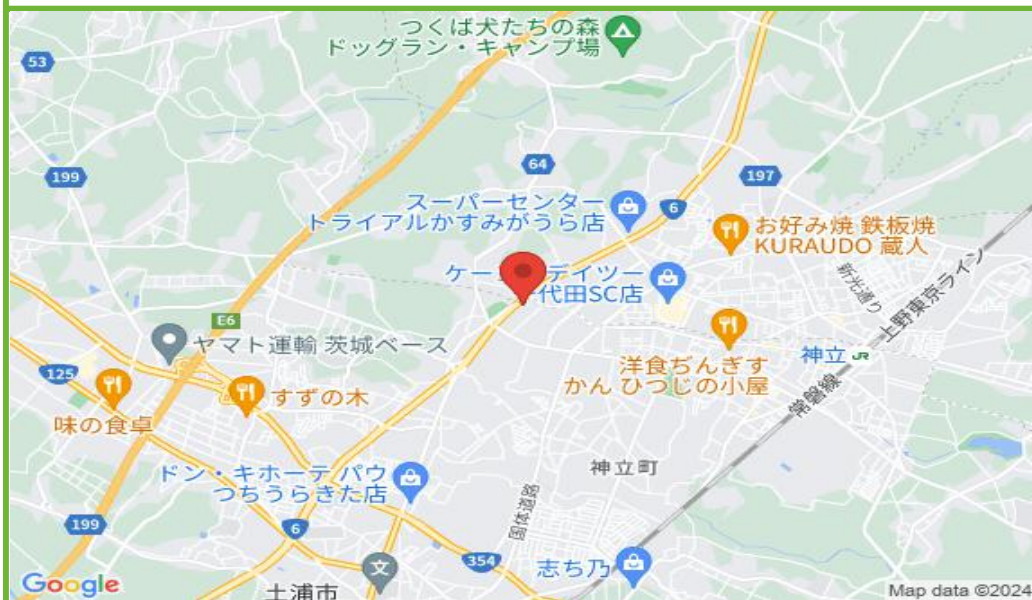 つくば犬たちの森
ドッグラン・キャンプ場
53
199
64
197
スーパーセンター
トライアルかすみがうら店
6
お好み焼 鉄板焼
KURAUDO 蔵人
ケー デイツー
代田SC店
新光通り
上野東京ライン
E6
ヤマト運輸 茨城ベース
洋食ぢんぎす
かん ひつじの小屋
神立 JR
125
すずの木
味の食卓
常磐線
ドン・キホーテ パウ
つちうらきた店
神立町
国体道路
199
6
354
志ち乃
文
土浦市
Google
Map data ©2024